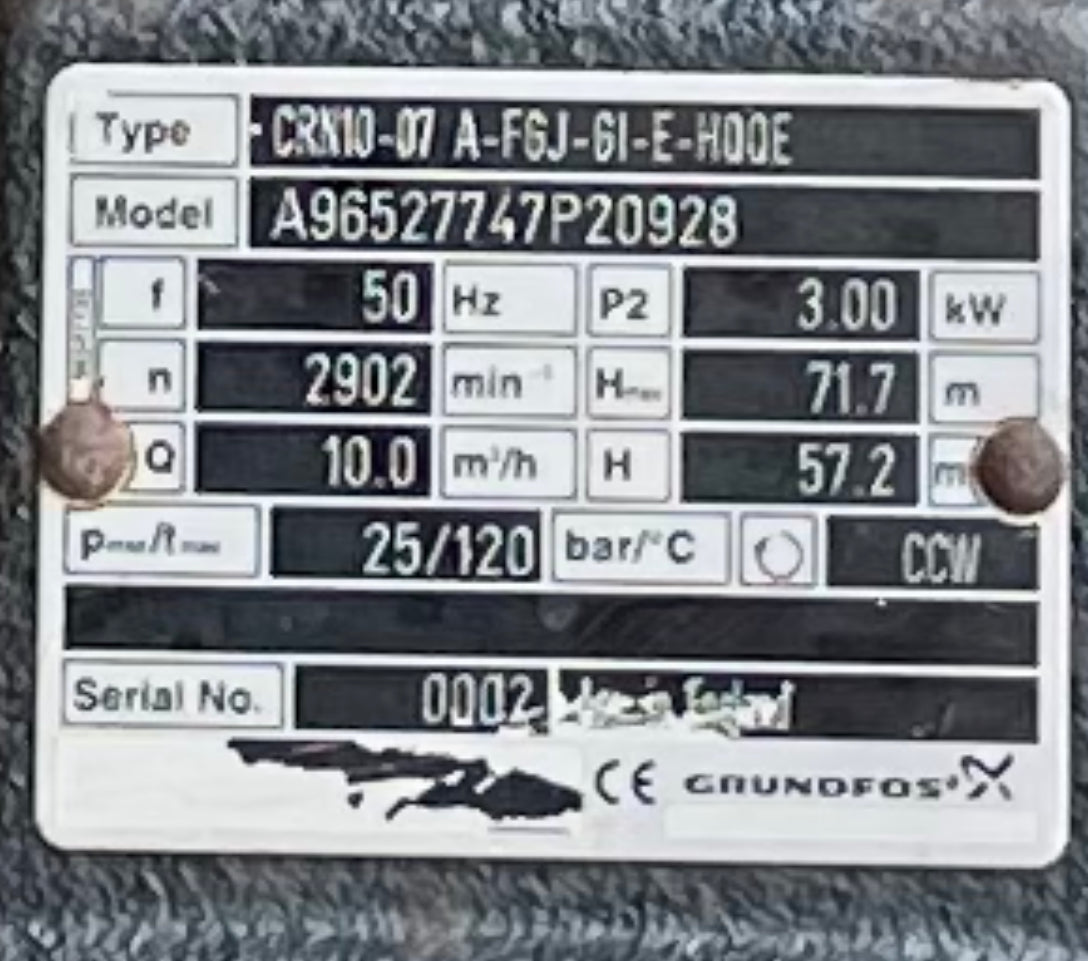 Type CRN10-07 A-FGJ-GI-E-HQQE
Model A96527747P20928
f 50 Hz P2 3.00 kW
n 2902 min⁻¹ Hmax 71.7 m
Q 10.0 m³/h H 57.2 m
pmax/tmax 25/120 bar/°C CCW
Serial No. 0002
CE GRUNDFOS